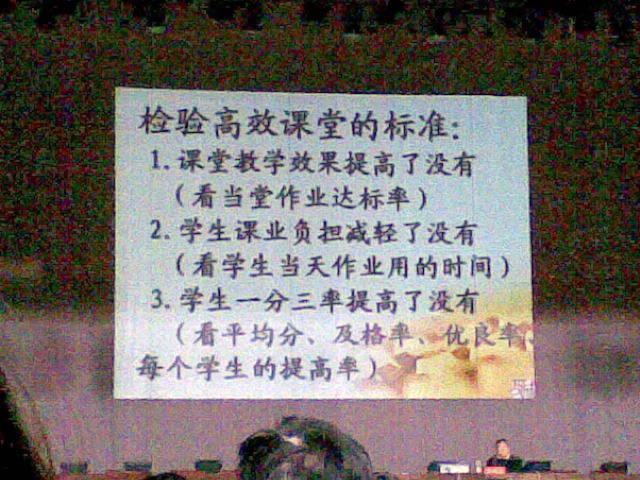 检验高效课堂的标准：
1.课堂教学效果提高了没有
（看当堂作业达标率）
2.学生课业负担减轻了没有
（看学生当天作业用的时间）
3.学生一分三率提高了没有
（看平均分、及格率、优良率、
每个学生的提高率）